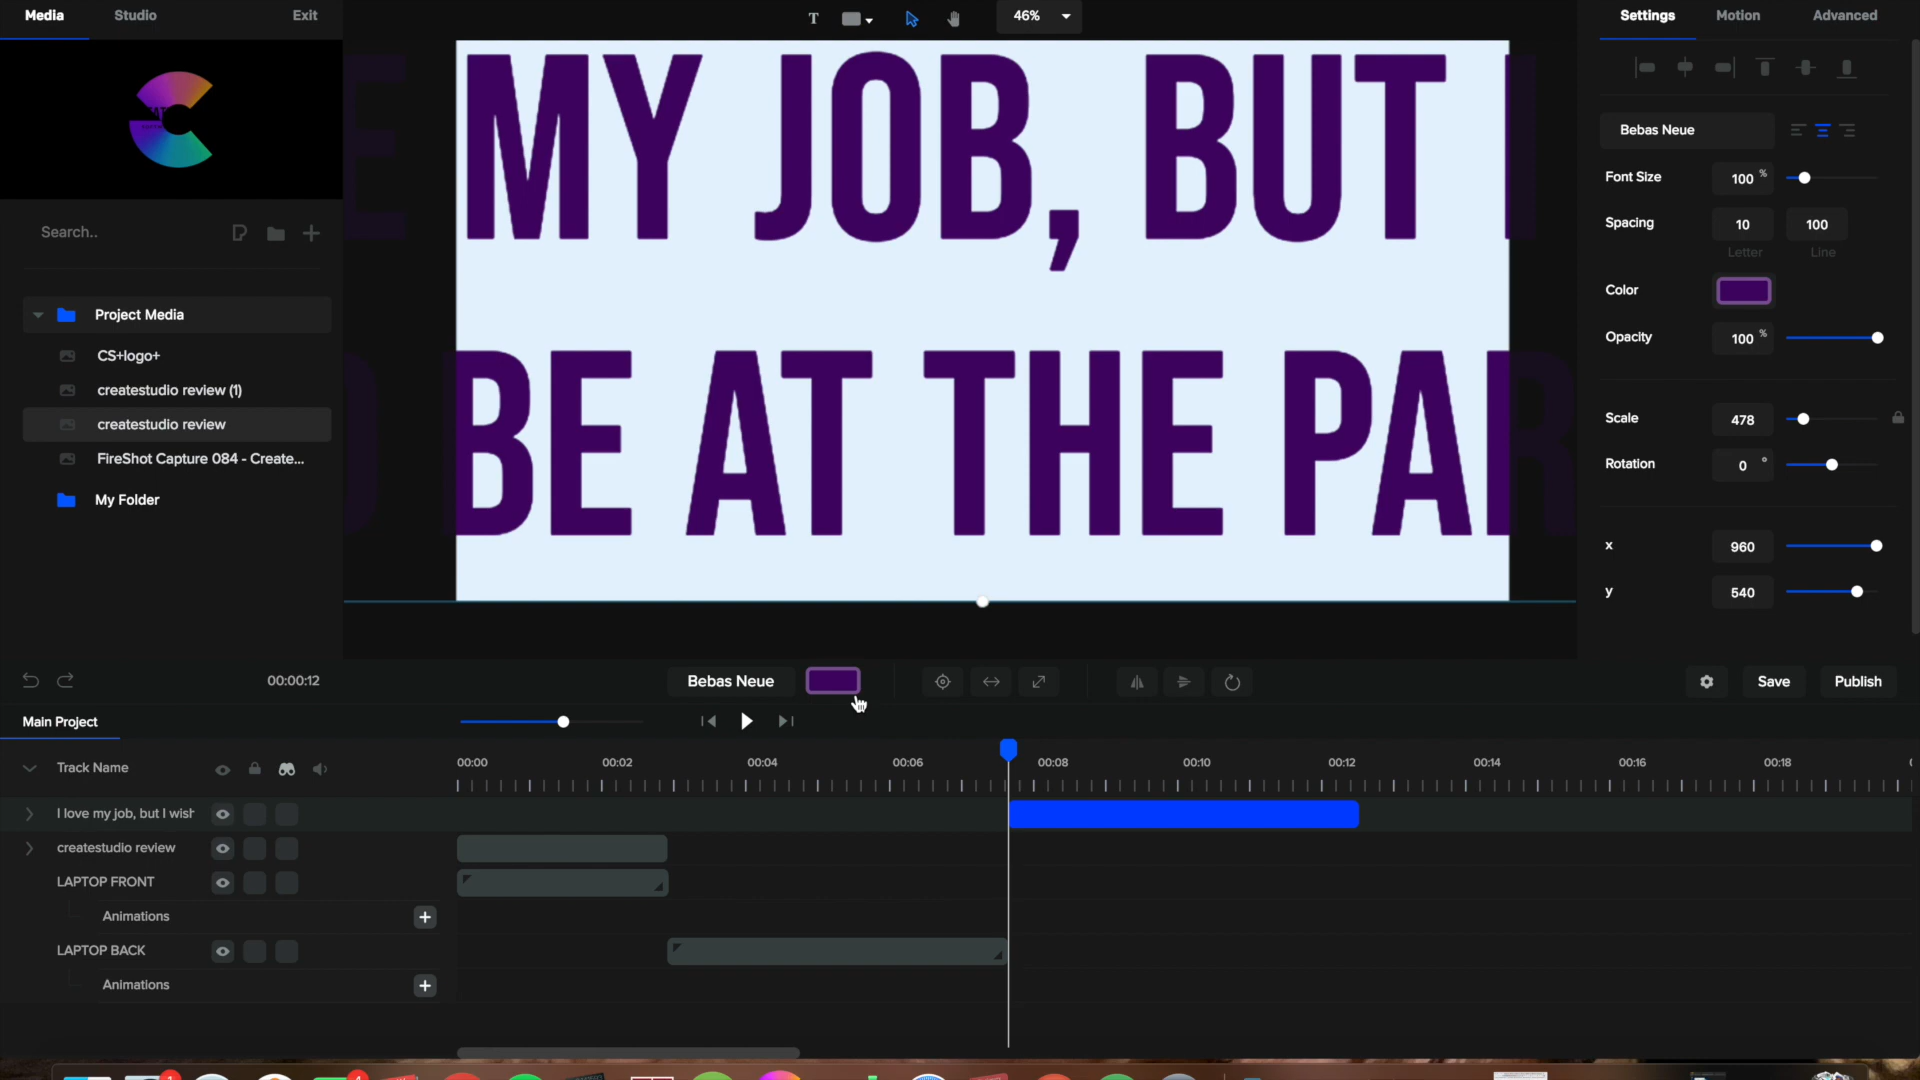 Media Studio Exit
T 46%
Settings Motion Advanced
MY JOB, BUT I
BE AT THE PAR
Search..
Project Media
CS+logo+
createstudio review (1)
createstudio review
FireShot Capture 084 - Create...
My Folder
Bebas Neue
Font Size 100 %
Spacing 10 100
Letter Line
Color
Opacity 100 %
Scale 478
Rotation 0 °
x 960
y 540
00:00:12
Bebas Neue
Save Publish
Main Project
Track Name
00:00 00:02 00:04 00:06 00:08 00:10 00:12 00:14 00:16 00:18
I love my job, but I wish
createstudio review
LAPTOP FRONT
Animations +
LAPTOP BACK
Animations +